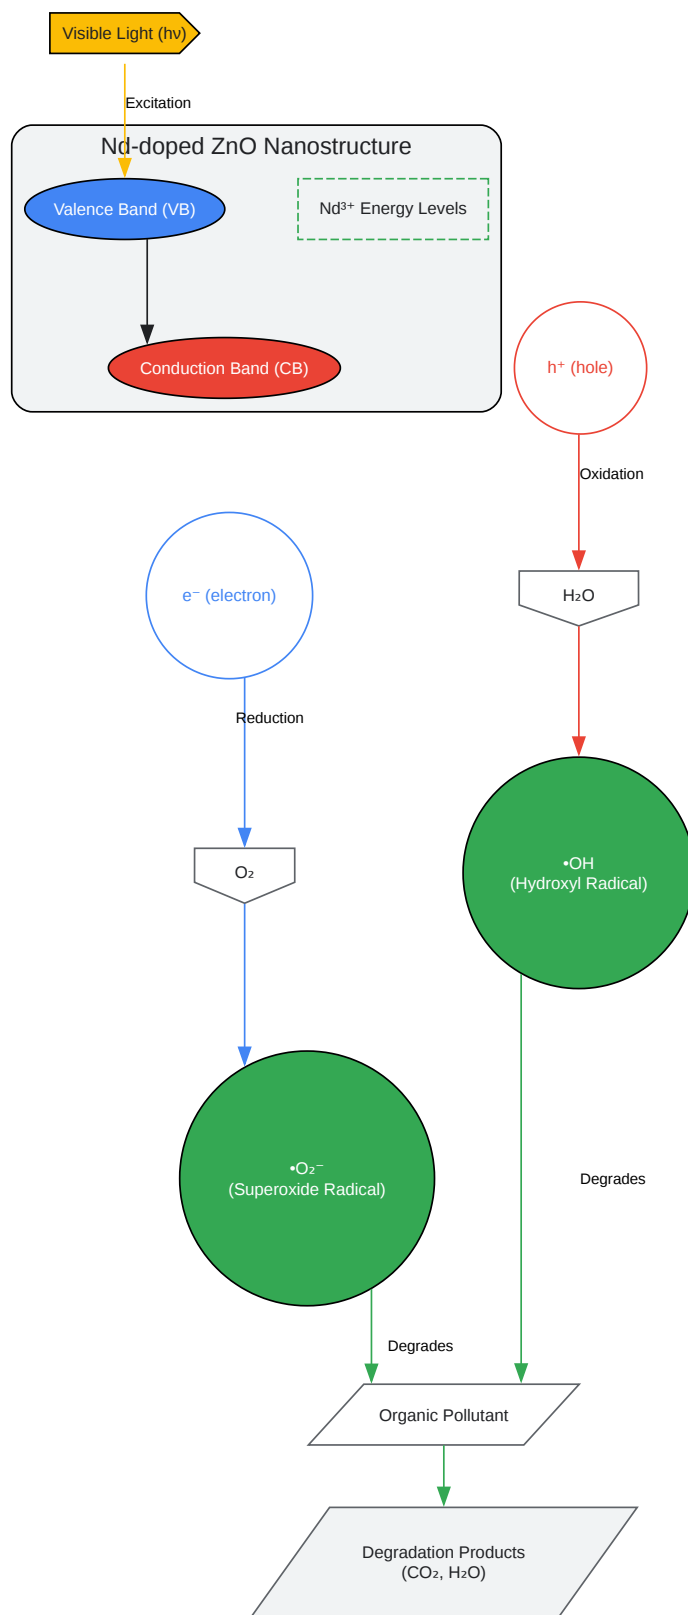 Visible Light (hν)
Excitation
Nd-doped ZnO Nanostructure
Valence Band (VB)
Nd³⁺ Energy Levels
Conduction Band (CB)
h⁺ (hole)
Oxidation
e⁻ (electron)
H₂O
Reduction
•OH
(Hydroxyl Radical)
O₂
•O₂⁻
(Superoxide Radical)
Degrades
Degrades
Organic Pollutant
Degradation Products
(CO₂, H₂O)